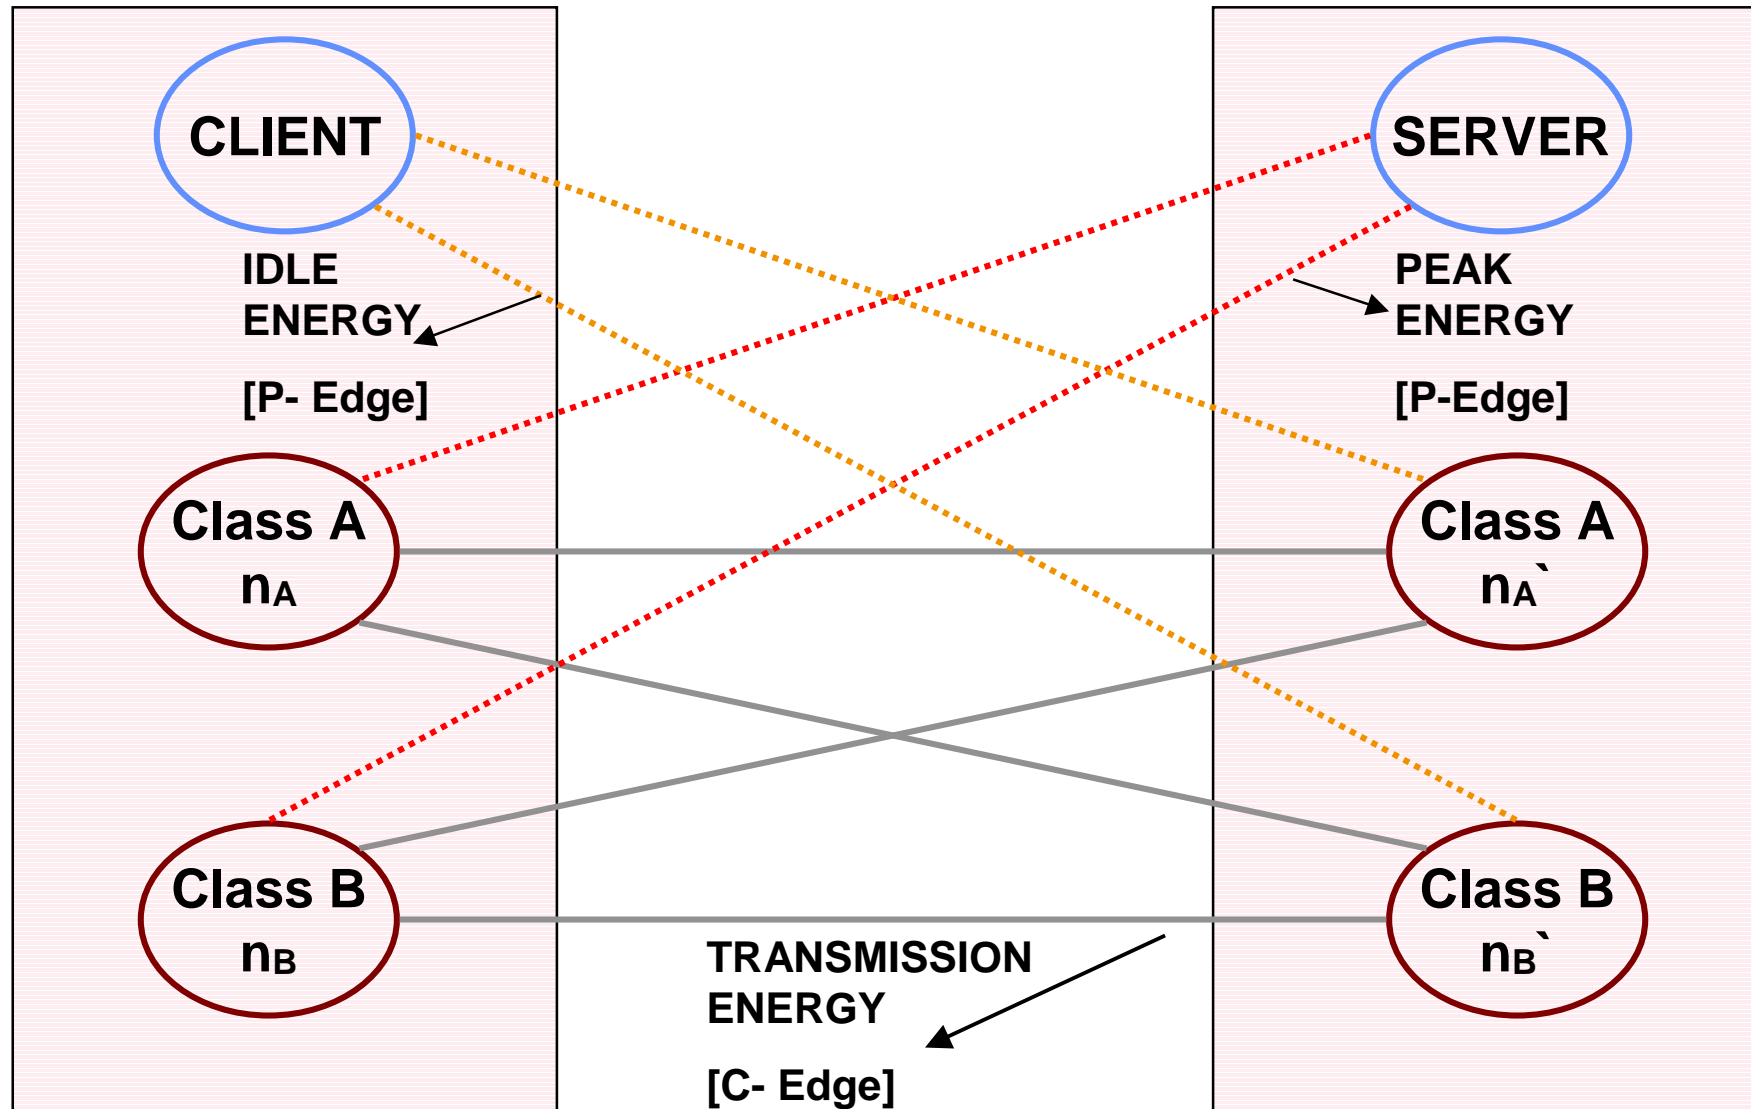 CLIENT
SERVER
IDLE
ENERGY
[P- Edge]
PEAK
ENERGY
[P-Edge]
Class A
nA
Class A
nA`
Class B
nB
Class B
nB`
TRANSMISSION
ENERGY
[C- Edge]